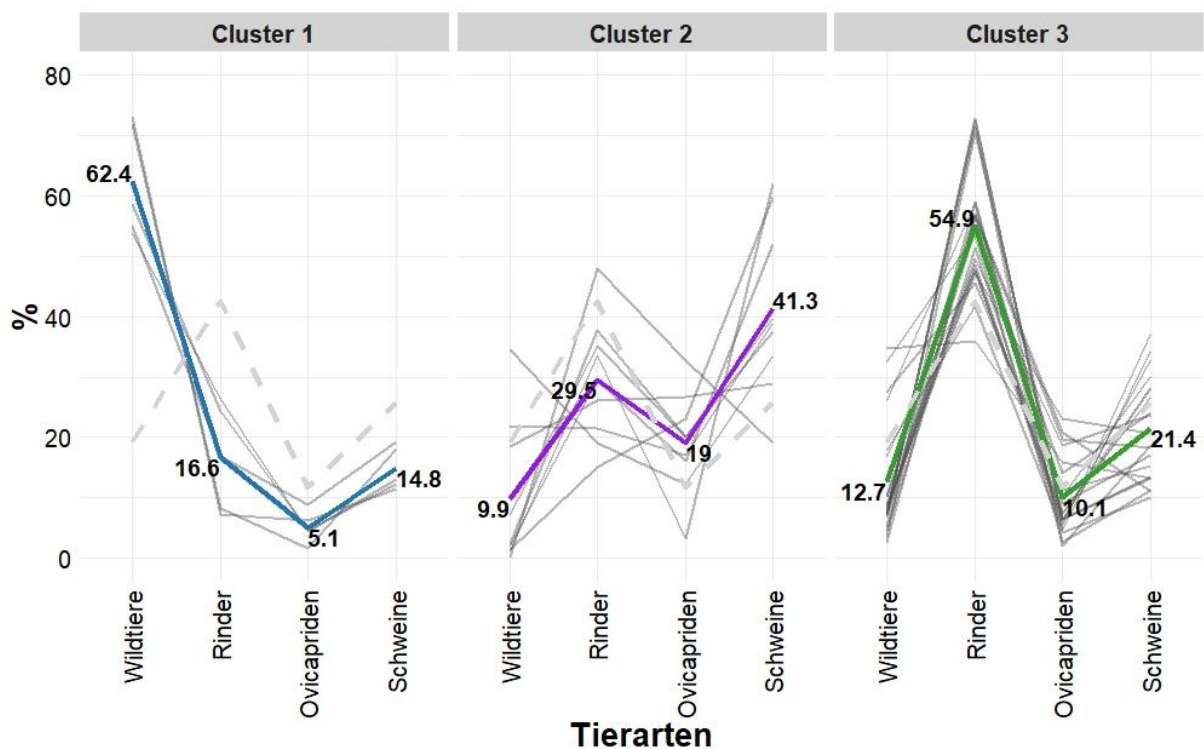 Cluster 1 Cluster 2 Cluster 3
80
60
40
20
0
%
62.4
16.6
5.1
14.8
9.9
29.5
19
41.3
12.7
54.9
10.1
21.4
Wildtiere
Rinder
Ovicapriden
Schweine
Wildtiere
Rinder
Ovicapriden
Schweine
Wildtiere
Rinder
Ovicapriden
Schweine
Tierarten